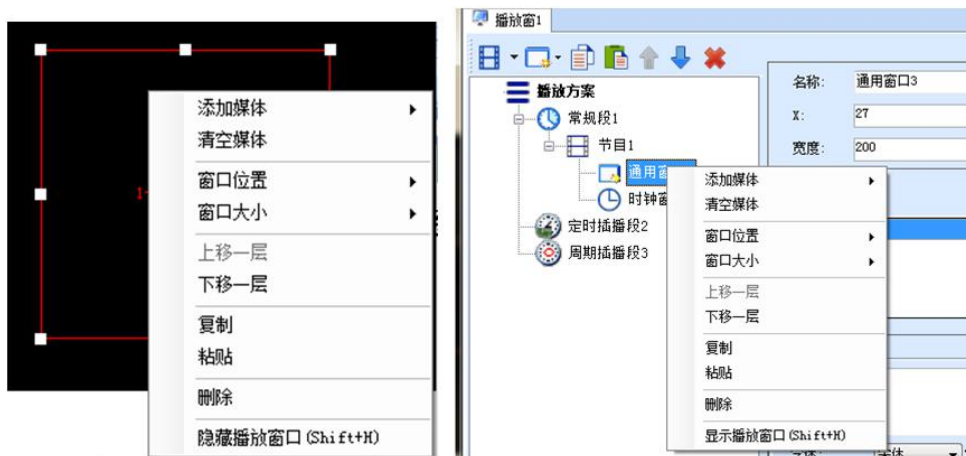 添加媒体
清空媒体
窗口位置
窗口大小
上移一层
下移一层
复制
粘贴
删除
隐藏播放窗口(Shift+H)
播放窗1
播放方案
常规段1
节目1
通用窗
时钟窗
定时插播段2
周期插播段3
名称: 通用窗口3
X: 27
宽度: 200
添加媒体
清空媒体
窗口位置
窗口大小
上移一层
下移一层
复制
粘贴
删除
显示播放窗口(Shift+H)